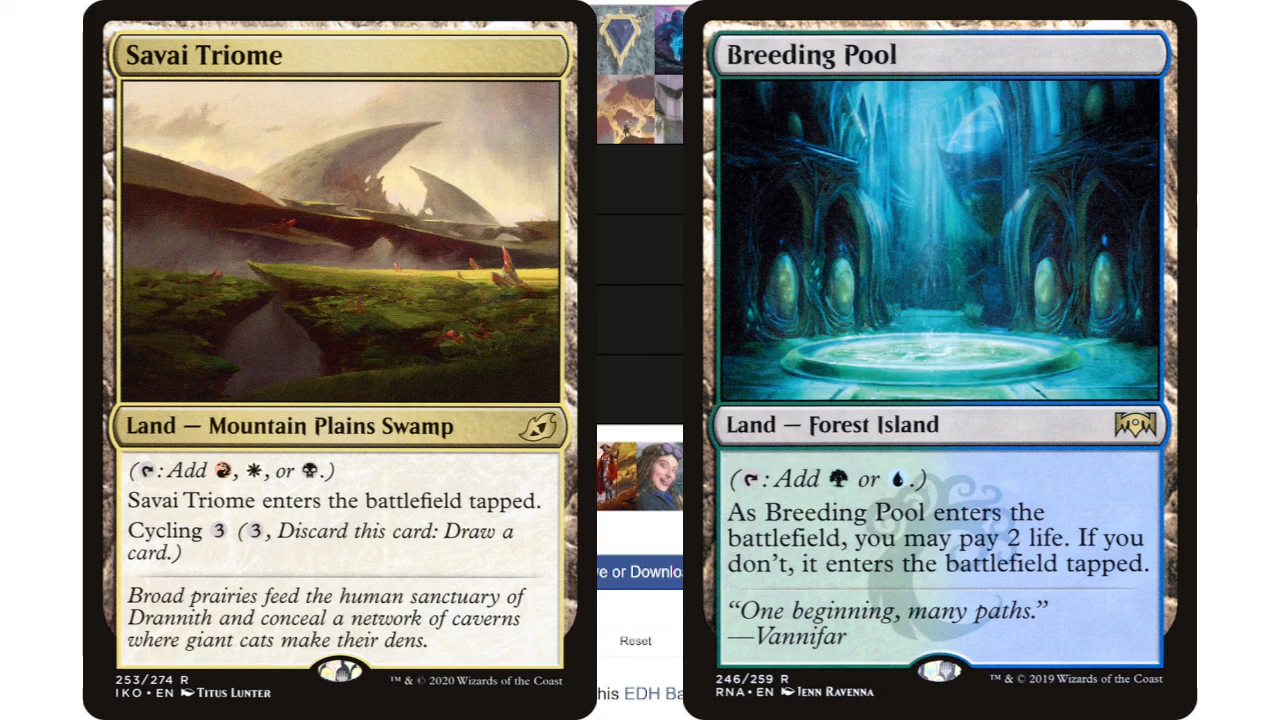 Savai Triome
Land — Mountain Plains Swamp
( : Add , , or .)
Savai Triome enters the battlefield tapped.
Cycling 3 (3, Discard this card: Draw a
card.)
Broad prairies feed the human sanctuary of
Drannith and conceal a network of caverns
where giant cats make their dens.
253/274 R
IKO • EN Titus Lunter
™ & © 2020 Wizards of the Coast
or Downlo
Reset
his EDH Ba
Breeding Pool
Land — Forest Island
( : Add or .)
As Breeding Pool enters the
battlefield, you may pay 2 life. If you
don't, it enters the battlefield tapped.
“One beginning, many paths.”
—Vannifar
246/259 R
RNA • EN Jenn Ravenna
™ & © 2019 Wizards of the Coast